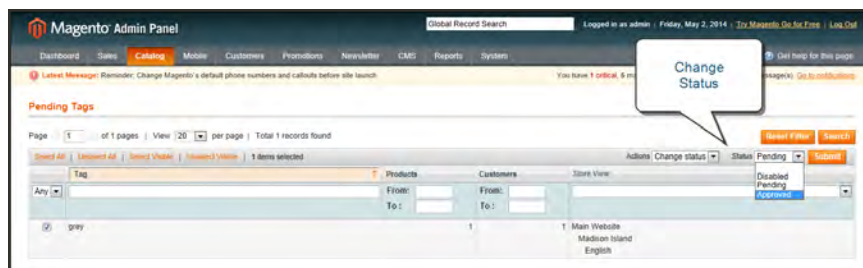 Magento Admin Panel
Global Record Search
Logged in as admin | Friday, May 2, 2014 | Try Magento Go for Free | Log Out
Dashboard Sales Catalog Mobile Customers Promotions Newsletter CMS Reports System
Get help for this page
Latest Message: Reminder: Change Magento's default phone numbers and callouts before site launch
You have 1 critical, 6 m
ssage(s). Go to notifications
Change
Status
Pending Tags
Page 1 of 1 pages | View 20 per page | Total 1 records found
Reset Filter Search
Select All | Unselect All | Select Visible | Unselect Visible | 1 items selected
Actions Change status Status Pending Submit
Disabled
Pending
Approved
Tag Products Customers Store View
Any From: From:
To : To :
grey 1 1 Main Website
Madison Island
English